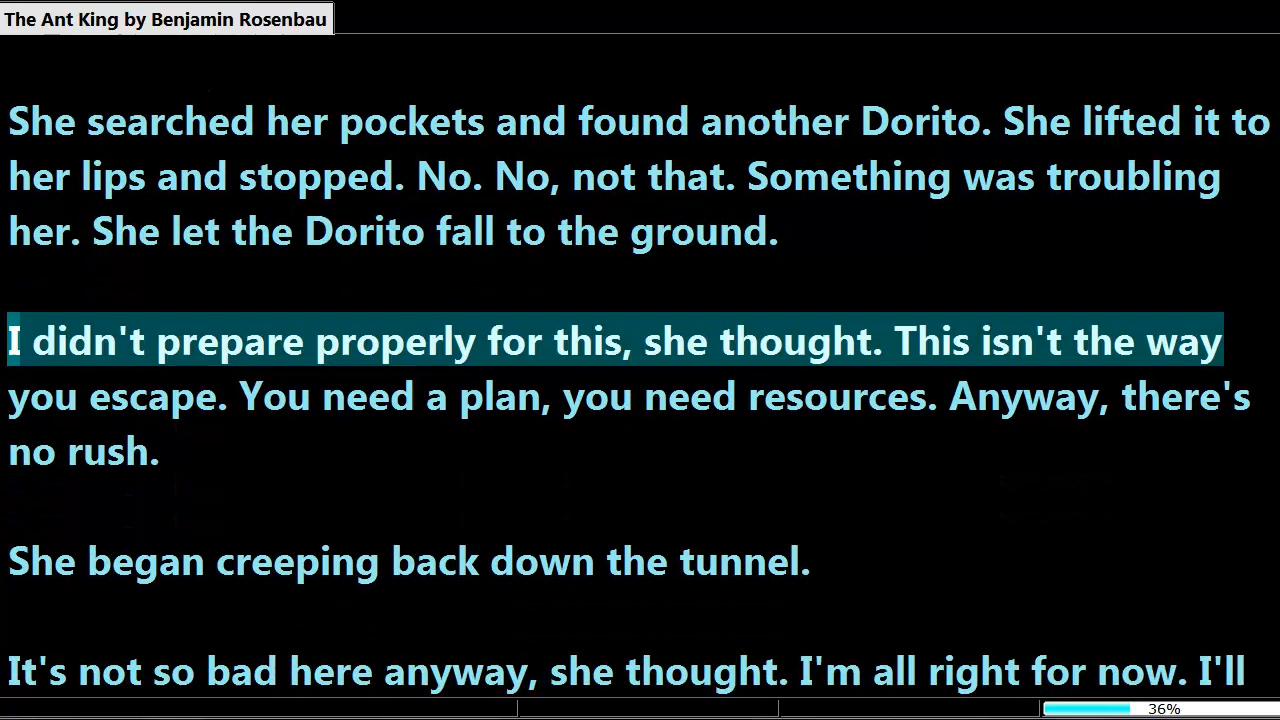 The Ant King by Benjamin Rosenbau
She searched her pockets and found another Dorito. She lifted it to
her lips and stopped. No. No, not that. Something was troubling
her. She let the Dorito fall to the ground.
I didn't prepare properly for this, she thought. This isn't the way
you escape. You need a plan, you need resources. Anyway, there's
no rush.
She began creeping back down the tunnel.
It's not so bad here anyway, she thought. I'm all right for now. I'll
36%